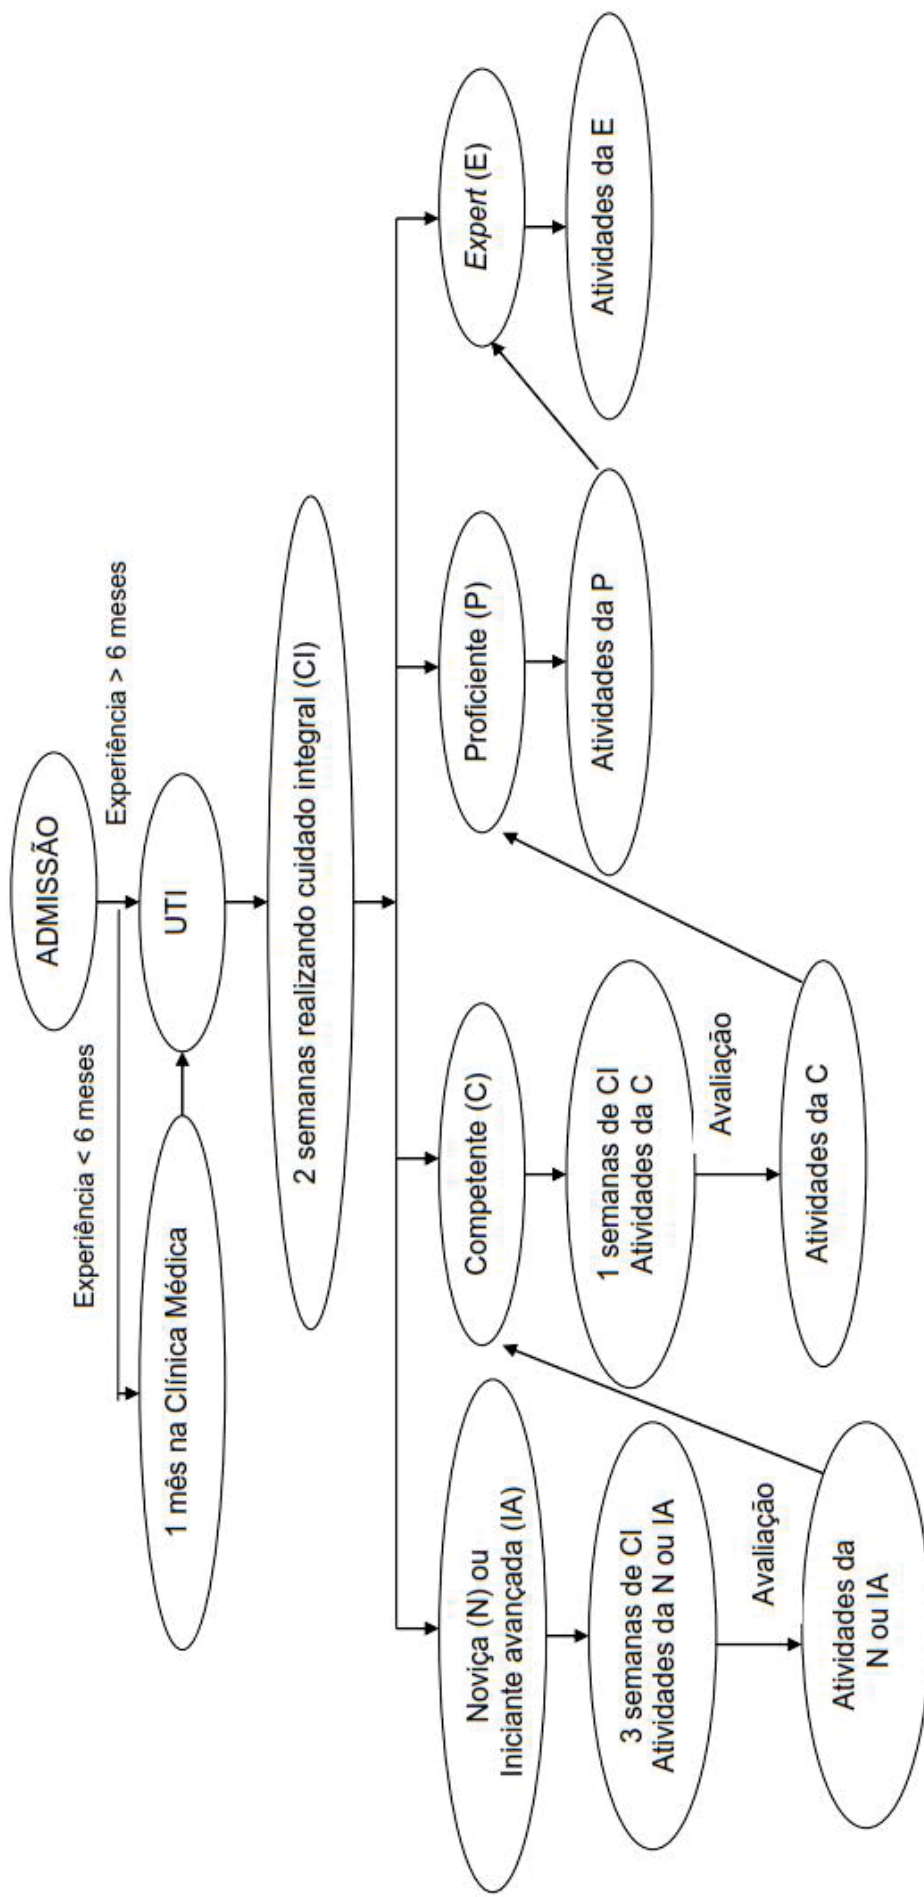 ADMISSÃO
Experiência < 6 meses
Experiência > 6 meses
1 mês na Clínica Médica
UTI
2 semanas realizando cuidado integral (CI)
Noviça (N) ou
Iniciante avançada (IA)
Competente (C)
Proficiente (P)
Expert (E)
3 semanas de CI
Atividades da N ou IA
1 semanas de CI
Atividades da C
Atividades da P
Atividades da E
Avaliação
Avaliação
Atividades da
N ou IA
Atividades da C